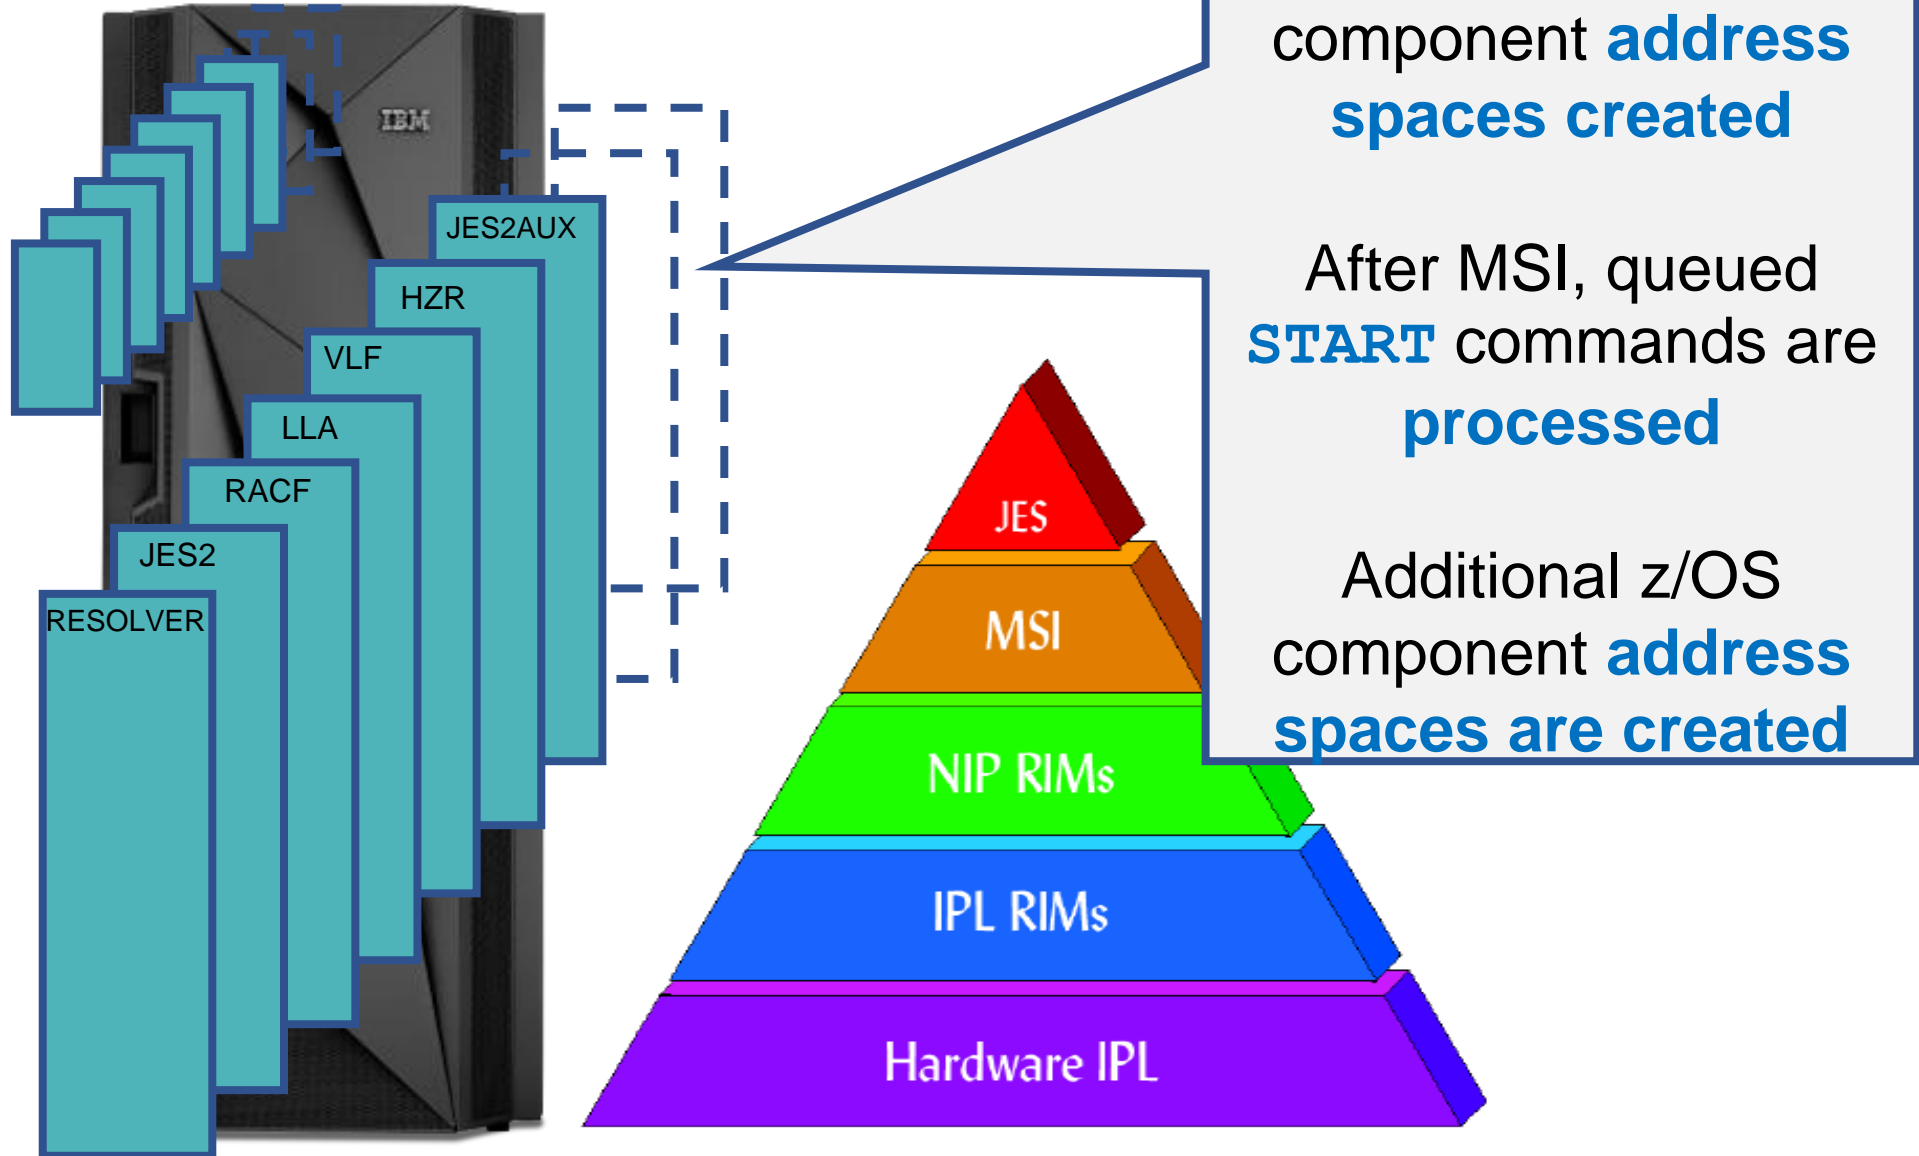 component address
spaces created
After MSI, queued
START commands are
processed
Additional z/OS
component address
spaces are created
IBM
JES2AUX
HZR
VLF
LLA
RACF
JES2
RESOLVER
JES
MSI
NIP RIMs
IPL RIMs
Hardware IPL